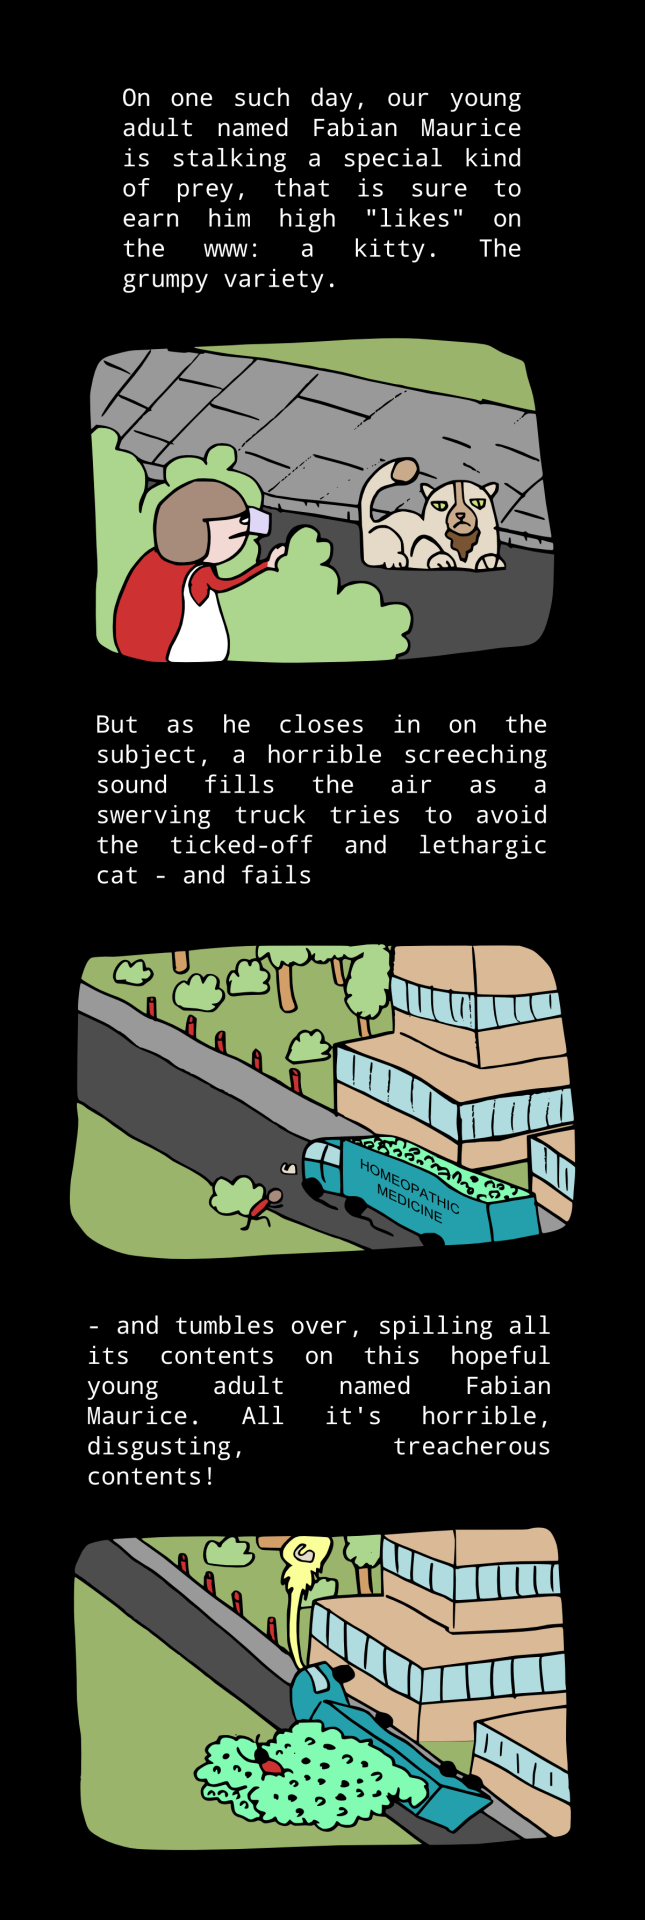 On one such day, our young
adult named Fabian Maurice
is stalking a special kind
of prey, that is sure to
earn him high "likes" on
the www: a kitty. The
grumpy variety.
But as he closes in on the
subject, a horrible screeching
sound fills the air as a
swerving truck tries to avoid
the ticked-off and lethargic
cat - and fails
HOMEOPATHIC
MEDICINE
- and tumbles over, spilling all
its contents on this hopeful
young adult named Fabian
Maurice. All it's horrible,
disgusting, treacherous
contents!